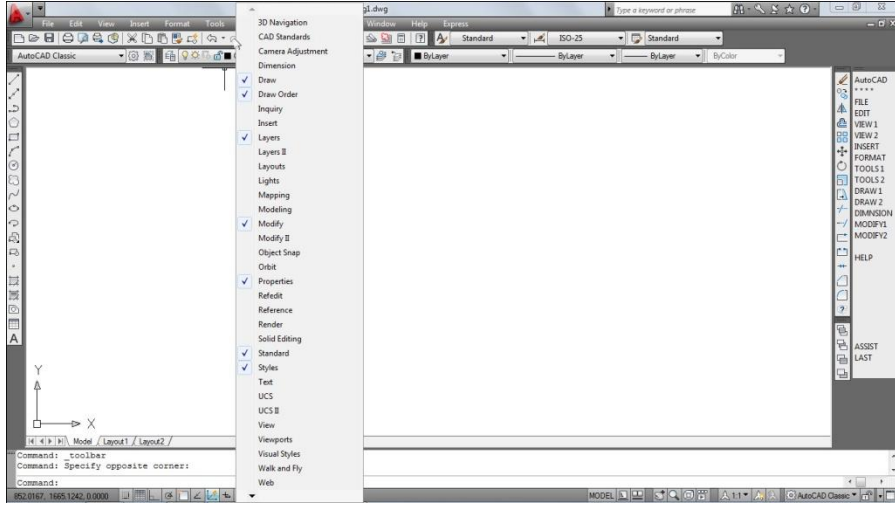 g1.dwg
Type a keyword or phrase
File Edit View Insert Format Tools
Window Help Express
Standard
ISO-25
Standard
AutoCAD Classic
ByLayer
ByLayer
ByLayer
ByColor
3D Navigation
CAD Standards
Camera Adjustment
Dimension
Draw
Draw Order
Inquiry
Insert
Layers
Layers II
Layouts
Lights
Mapping
Modeling
Modify
Modify II
Object Snap
Orbit
Properties
Refedit
Reference
Render
Solid Editing
Standard
Styles
Text
UCS
UCS II
View
Viewports
Visual Styles
Walk and Fly
Web
AutoCAD
* * * *
FILE
EDIT
VIEW 1
VIEW 2
INSERT
FORMAT
TOOLS 1
TOOLS 2
DRAW 1
DRAW 2
DIMNSION
MODIFY1
MODIFY2
HELP
ASSIST
LAST
A
Y
X
Model Layout1 Layout2
Command: _toolbar
Command: Specify opposite corner:
Command:
852.0167, 1665.1242, 0.0000
MODEL
1:1
AutoCAD Classic